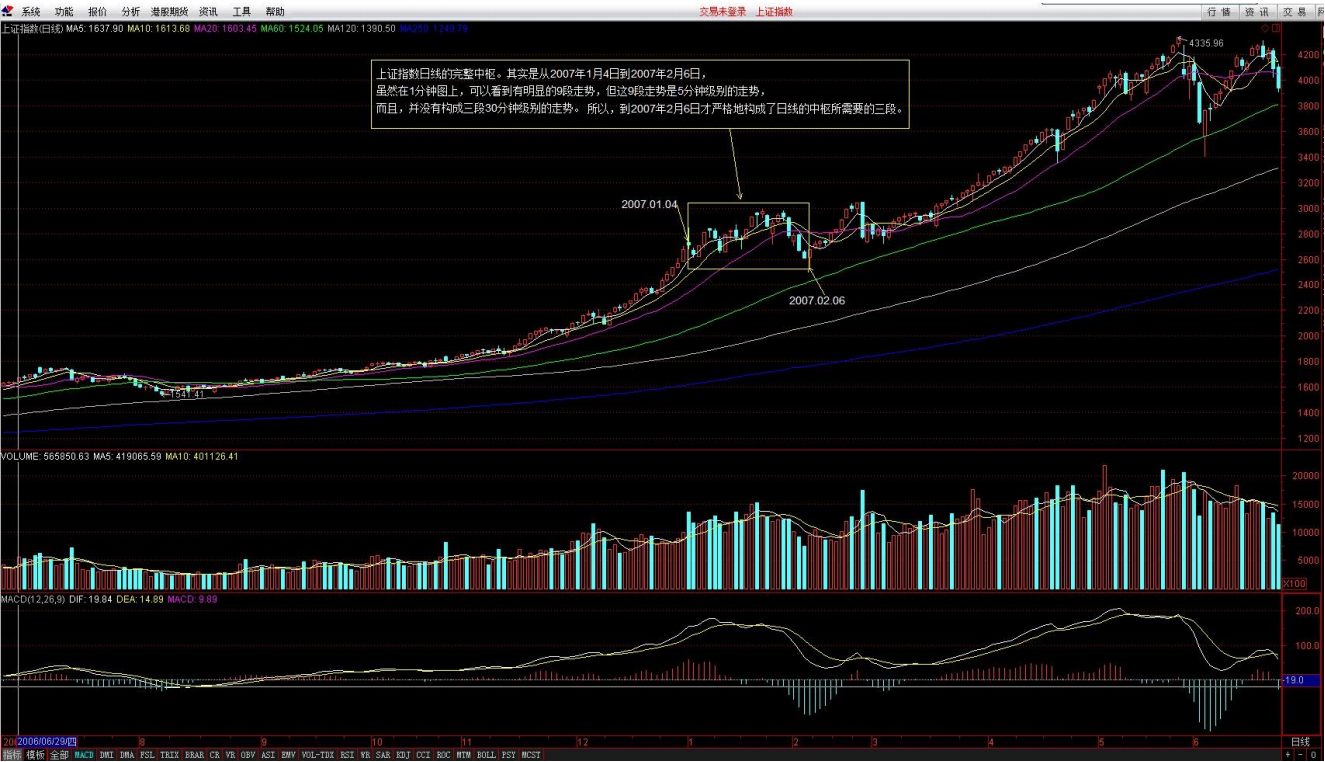 系统 功能 报价 分析 港股期货 资讯 工具 帮助 交易未登录 上证指数 行情 资讯 交易
上证指数(日线) MA5: 1637.90 MA10: 1613.68 MA20: 1603.45 MA60: 1524.05 MA120: 1390.50 MA250: 1249.79
4335.96
上证指数日线的完整中枢。其实是从2007年1月4日到2007年2月6日，
虽然在1分钟图上，可以看到有明显的9段走势，但这9段走势是5分钟级别的走势，
而且，并没有构成三段30分钟级别的走势。 所以，到2007年2月6日才严格地构成了日线的中枢所需要的三段。
4200
4000
3800
3600
3400
3200
3000
2800
2600
2400
2200
2000
1800
1600
1400
1200
2007.01.04
2007.02.06
1541.41
VOLUME: 565850.63 MA5: 419065.59 MA10: 401126.41
20000
15000
10000
5000
X100
MACD(12,26,9) DIF: 19.84 DEA: 14.89 MACD: 9.89
200.0
100.0
-19.0
2006/06/29/四 8 9 10 11 12 1 2 3 4 5 6 日线
指标 模板 全部 MACD DMI DMA FSL TRIX BRAR CR VR OBV ASI EMV VOL-TDX RSI WR SAR KDJ CCI ROC MTM BOLL PSY MCST + - 0